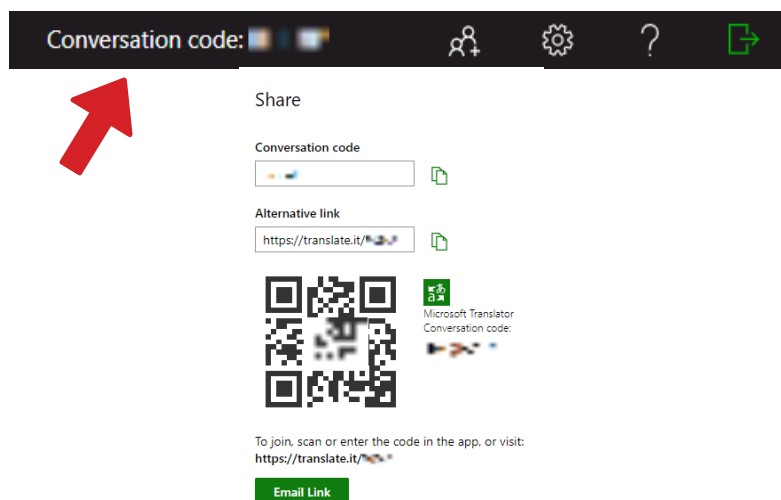 Conversation code:
Share
Conversation code
Alternative link
https://translate.it/
Microsoft Translator
Conversation code:
To join, scan or enter the code in the app, or visit:
https://translate.it/
Email Link